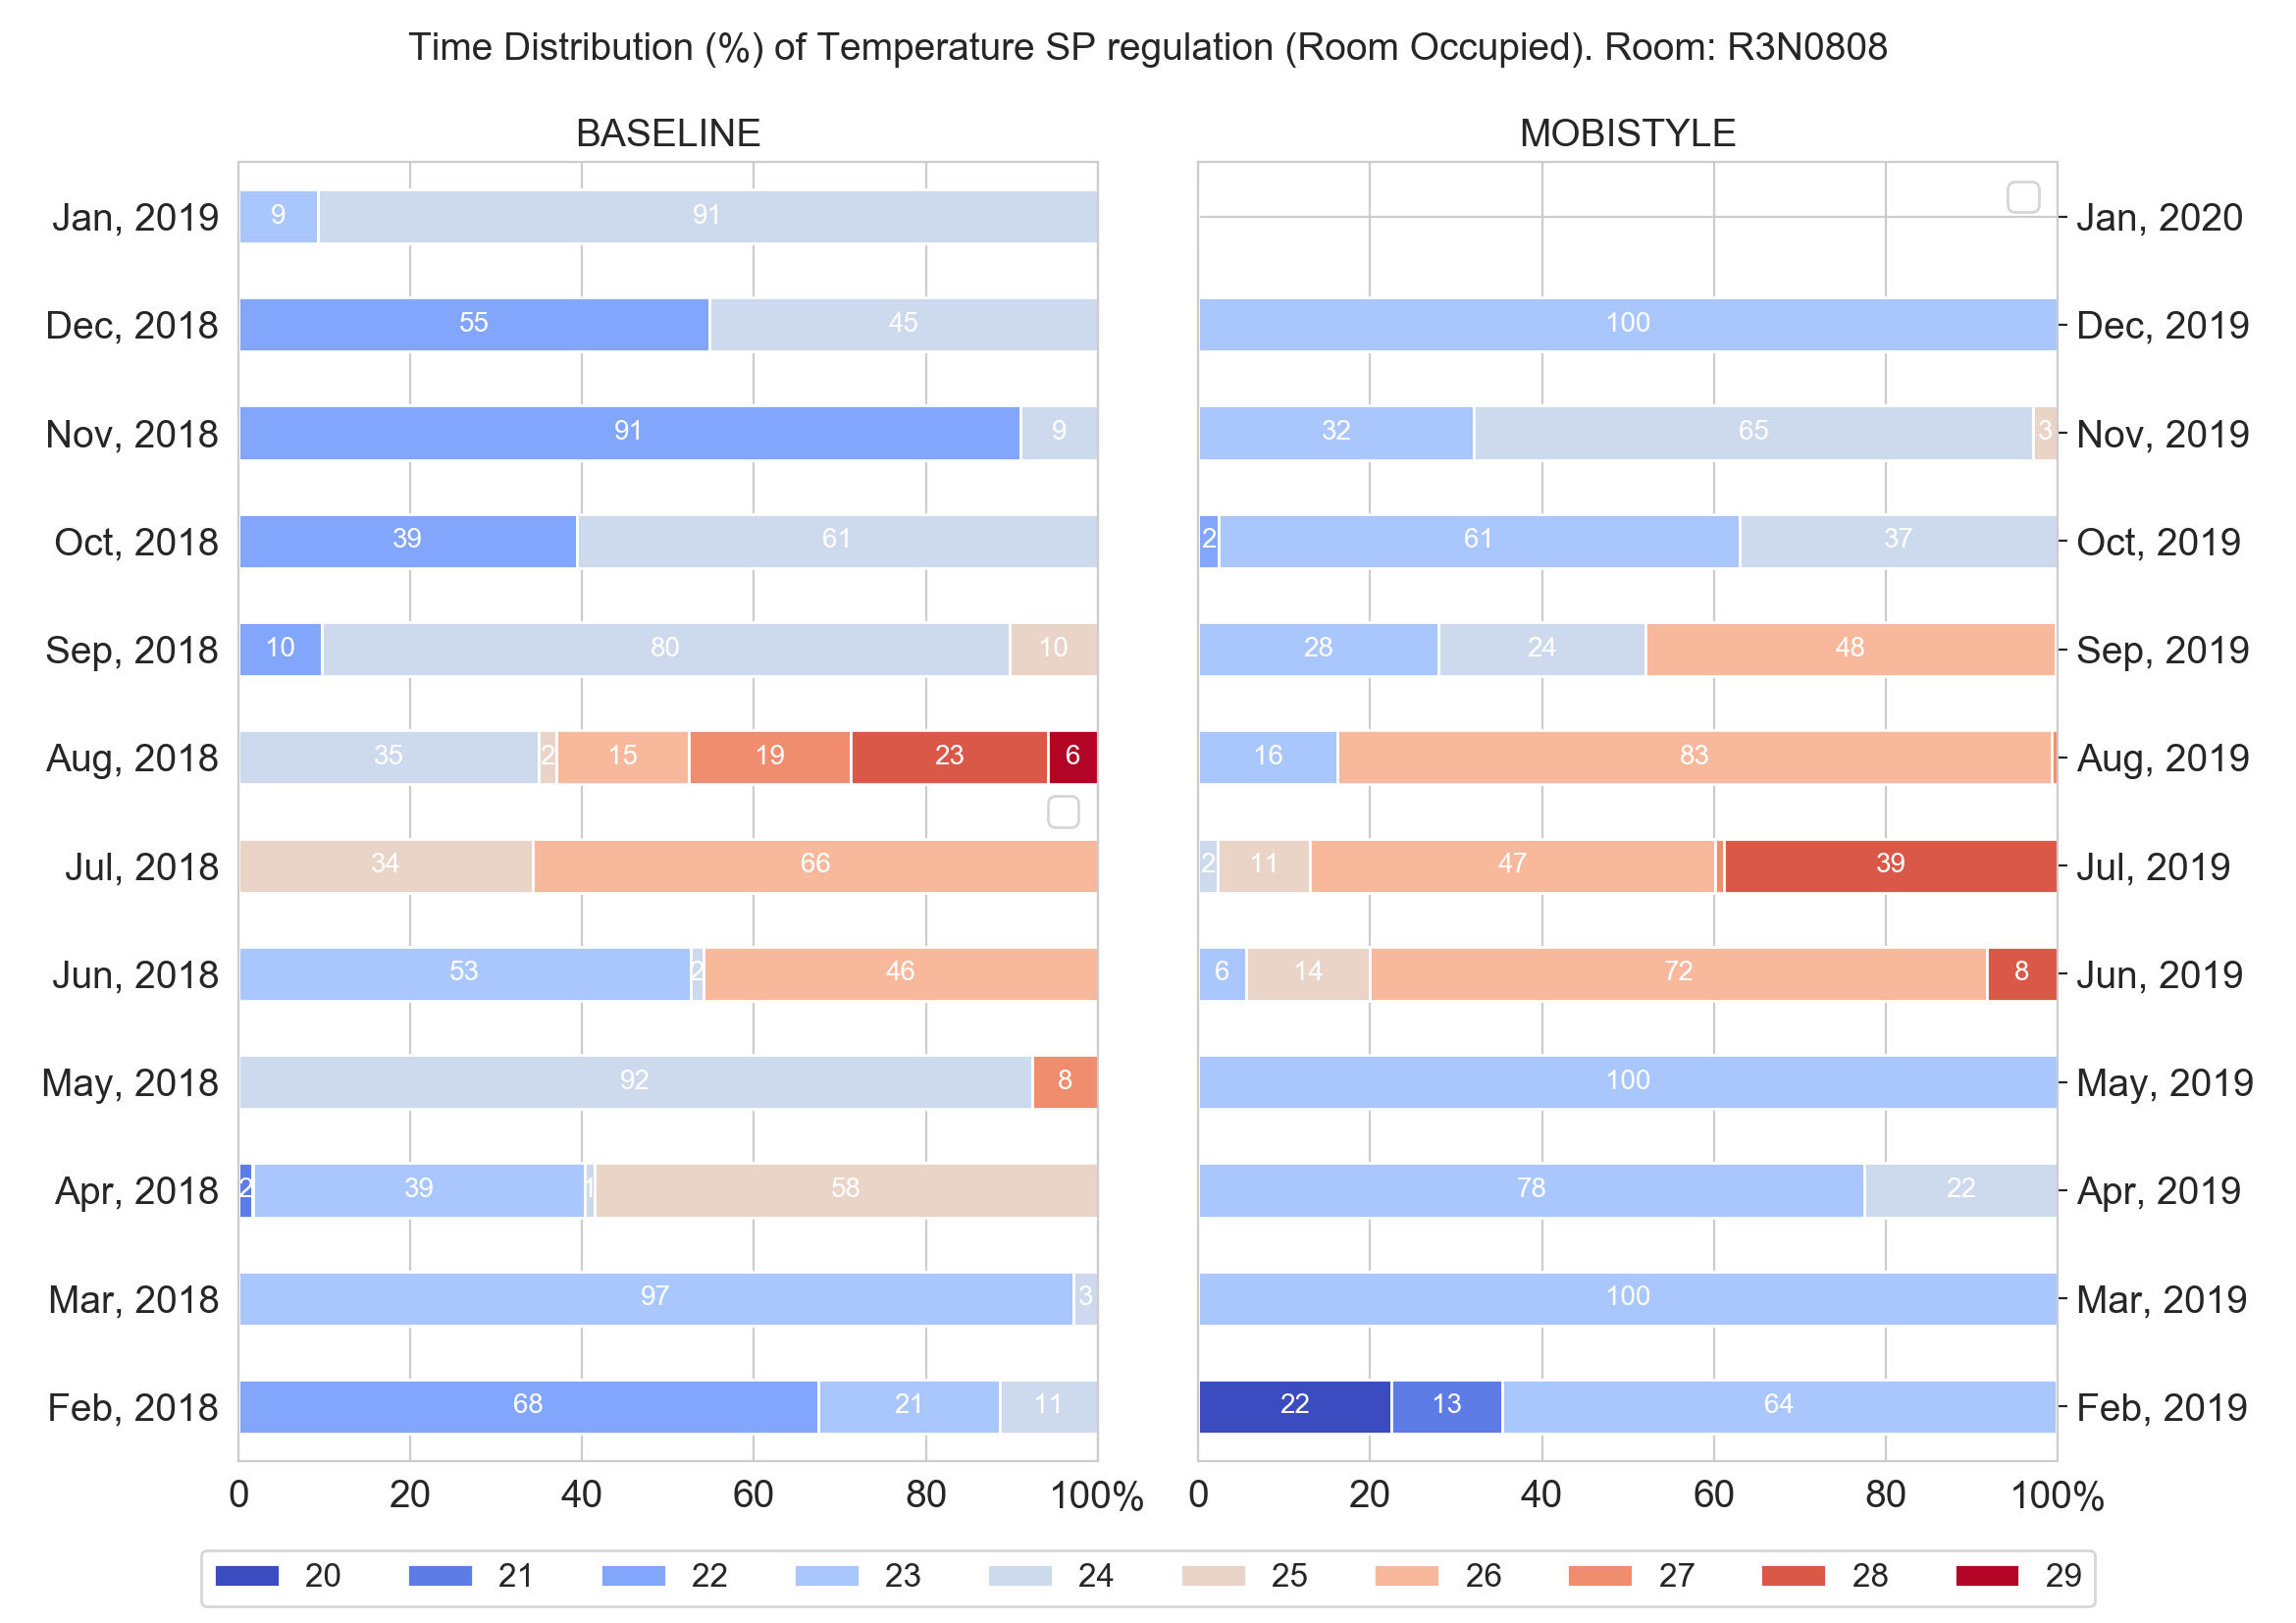 Time Distribution (%) of Temperature SP regulation (Room Occupied). Room: R3N0808
BASELINE
Jan, 2019 9 91
Dec, 2018 55 45
Nov, 2018 91 9
Oct, 2018 39 61
Sep, 2018 10 80 10
Aug, 2018 35 2 15 19 23 6
Jul, 2018 34 66
Jun, 2018 53 2 46
May, 2018 92 8
Apr, 2018 2 39 1 58
Mar, 2018 97 3
Feb, 2018 68 21 11
0 20 40 60 80 100%
MOBISTYLE
Jan, 2020
100 Dec, 2019
32 65 3 Nov, 2019
2 61 37 Oct, 2019
28 24 48 Sep, 2019
16 83 Aug, 2019
2 11 47 39 Jul, 2019
6 14 72 8 Jun, 2019
100 May, 2019
78 22 Apr, 2019
100 Mar, 2019
22 13 64 Feb, 2019
0 20 40 60 80 100%
20 21 22 23 24 25 26 27 28 29